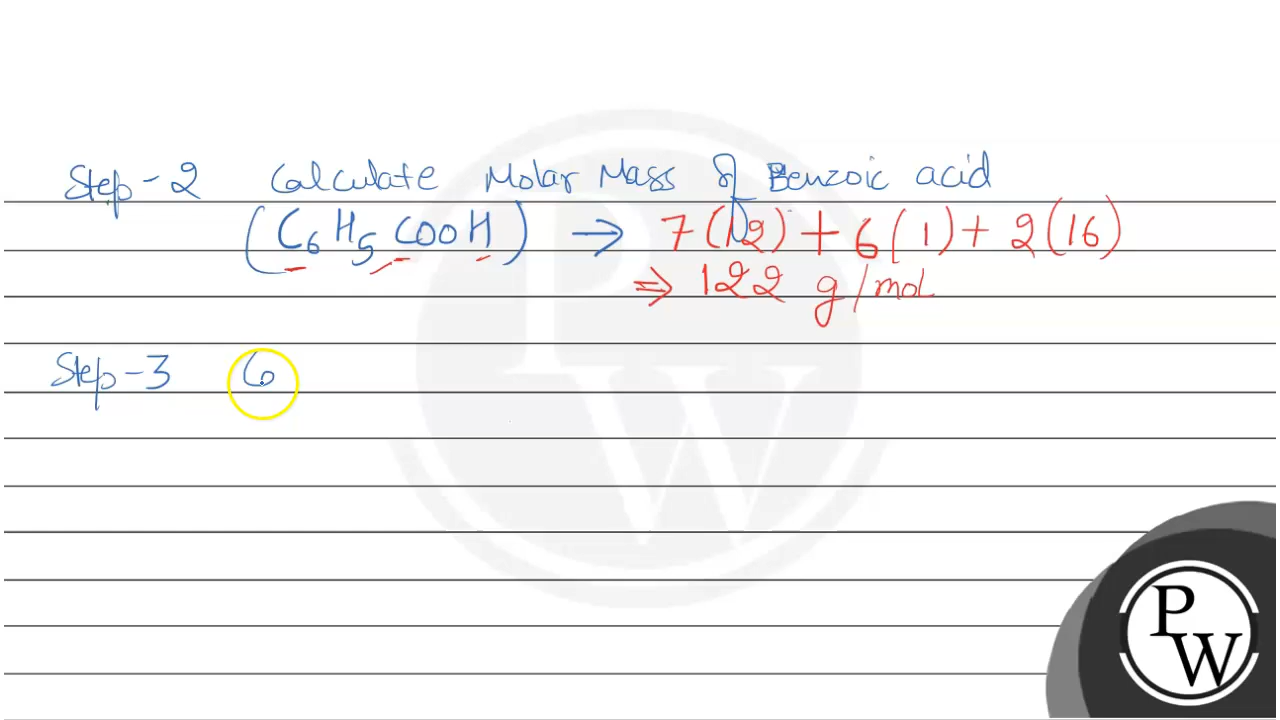 Step-2 Calculate Molar Mass of Benzoic acid
(C6H5COOH) → 7(12) + 6(1) + 2(16)
⇒ 122 g/mol
Step-3
P
W
P
W